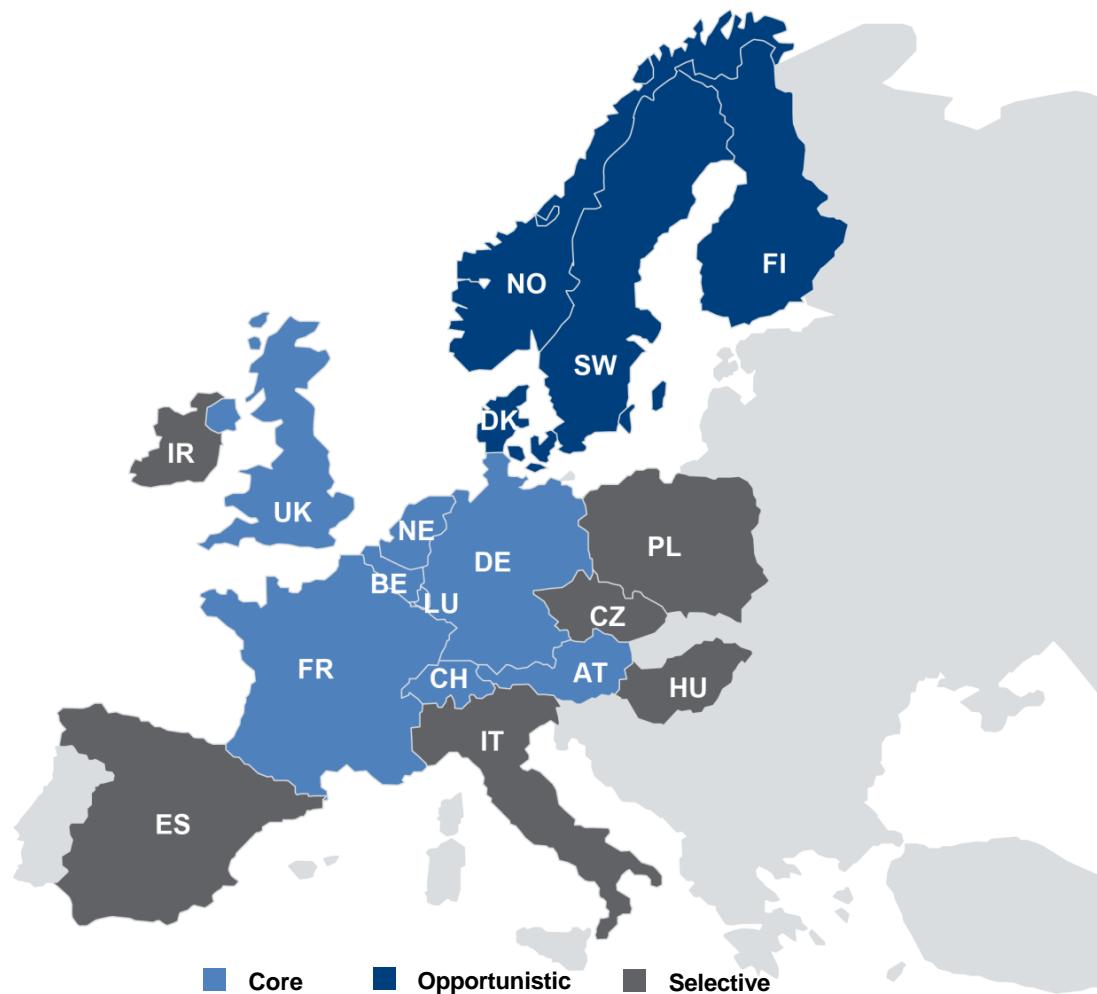 NO
FI
SW
DK
IR
UK
NE
DE
PL
BE
LU
CZ
FR
CH
AT
HU
IT
ES
Core Opportunistic Selective